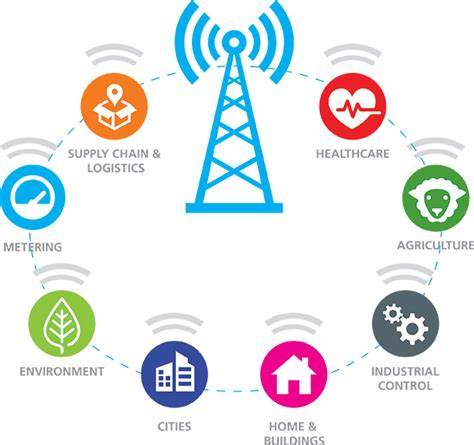 SUPPLY CHAIN &
LOGISTICS
HEALTHCARE
METERING
AGRICULTURE
ENVIRONMENT
INDUSTRIAL
CONTROL
CITIES
HOME &
BUILDINGS